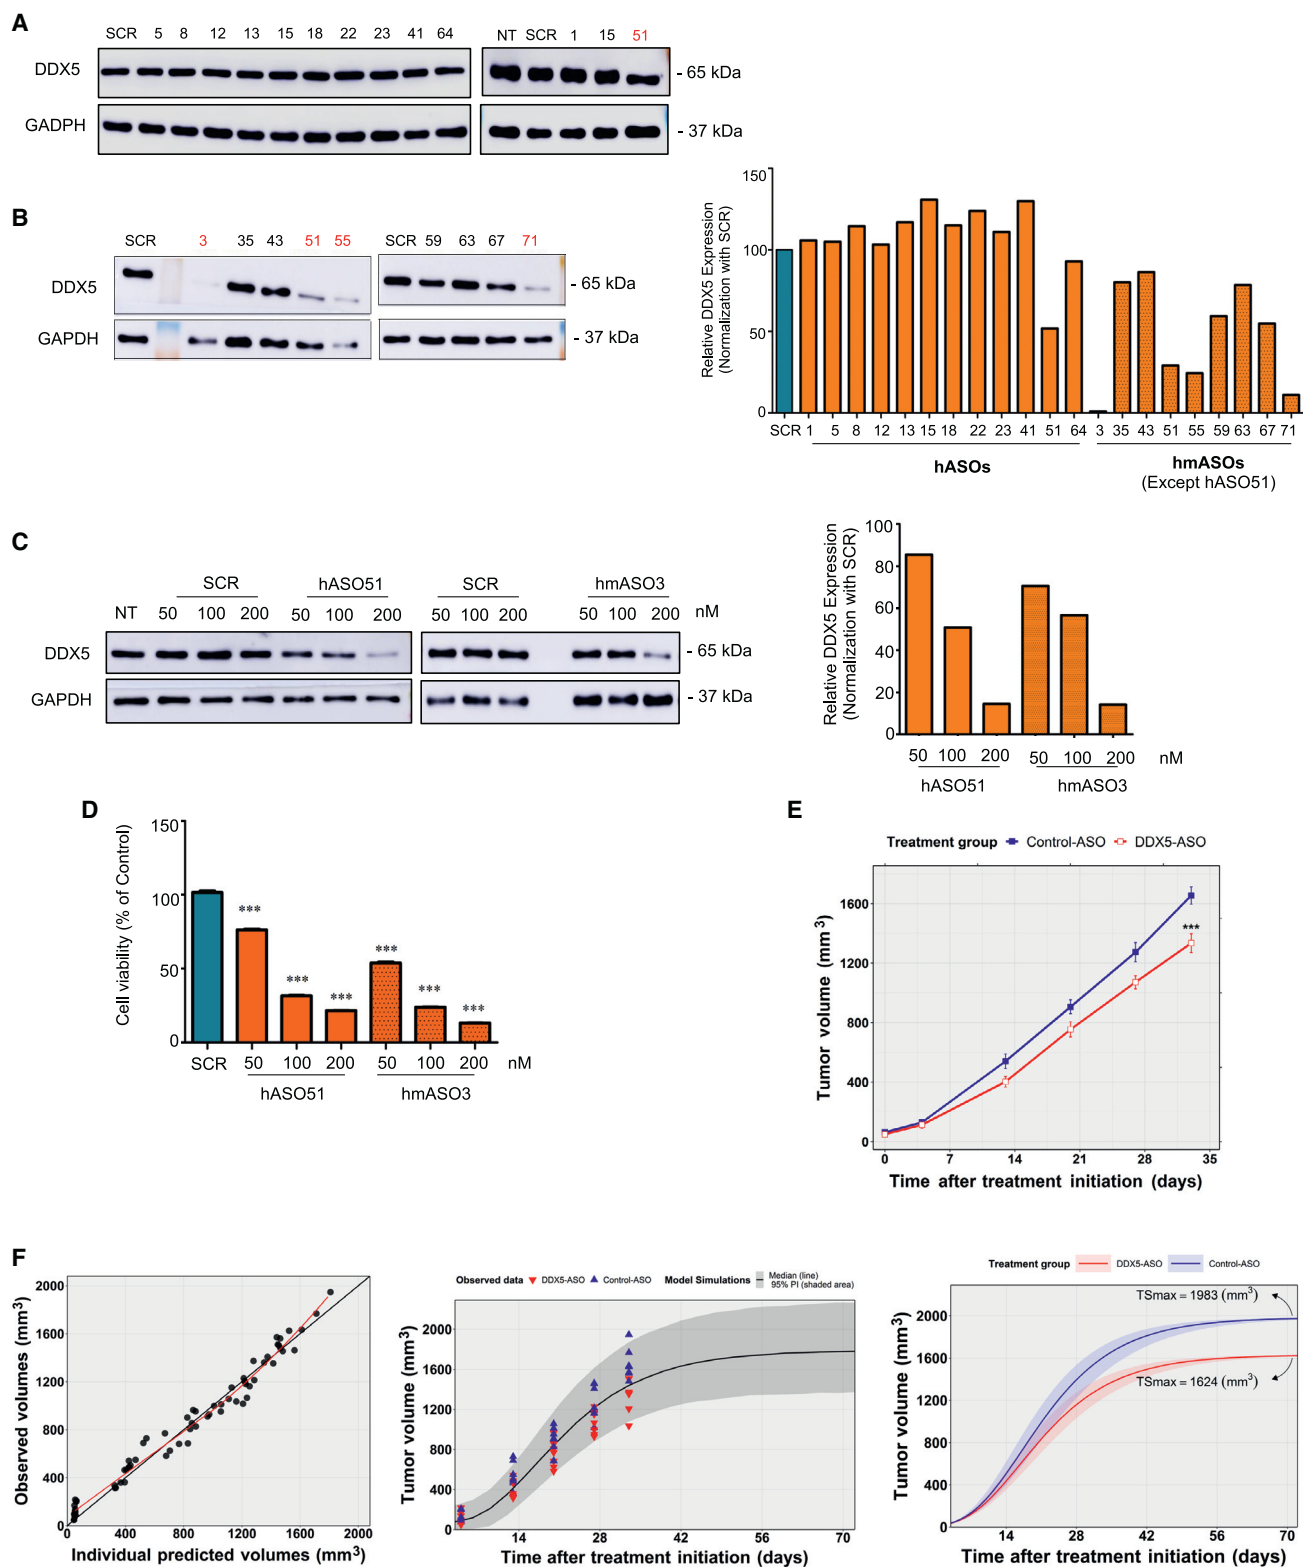 A
SCR 5 8 12 13 15 18 22 23 41 64
NT SCR 1 15 51
DDX5
- 65 kDa
GADPH
- 37 kDa
B
SCR 3 35 43 51 55
SCR 59 63 67 71
DDX5
- 65 kDa
GAPDH
- 37 kDa
Relative DDX5 Expression
(Normalization with SCR)
150
100
50
0
SCR 1 5 8 12 13 15 18 22 23 41 51 64 3 35 43 51 55 59 63 67 71
hASOs
hmASOs
(Except hASO51)
C
SCR hASO51
SCR hmASO3
NT 50 100 200 50 100 200
50 100 200 50 100 200 nM
DDX5
- 65 kDa
GAPDH
- 37 kDa
Relative DDX5 Expression
(Normalization with SCR)
100
80
60
40
20
0
50 100 200 50 100 200 nM
hASO51 hmASO3
D
Cell viability (% of Control)
150
100
50
0
*** *** *** *** *** ***
SCR 50 100 200 50 100 200 nM
hASO51 hmASO3
E
Treatment group Control-ASO DDX5-ASO
Tumor volume (mm3)
1600
1200
800
400
0
***
0 7 14 21 28 35
Time after treatment initiation (days)
F
Observed volumes (mm3)
2000
1600
1200
800
400
0
0 400 800 1200 1600 2000
Individual predicted volumes (mm3)
Observed data DDX5-ASO Control-ASO Model Simulations Median (line)
95% PI (shaded area)
Tumor volume (mm3)
2000
1600
1200
800
400
0
14 28 42 56 70
Time after treatment initiation (days)
Treatment group DDX5-ASO Control-ASO
Tumor volume (mm3)
2000
1600
1200
800
400
0
TSmax = 1983 (mm3)
TSmax = 1624 (mm3)
14 28 42 56 70
Time after treatment initiation (days)